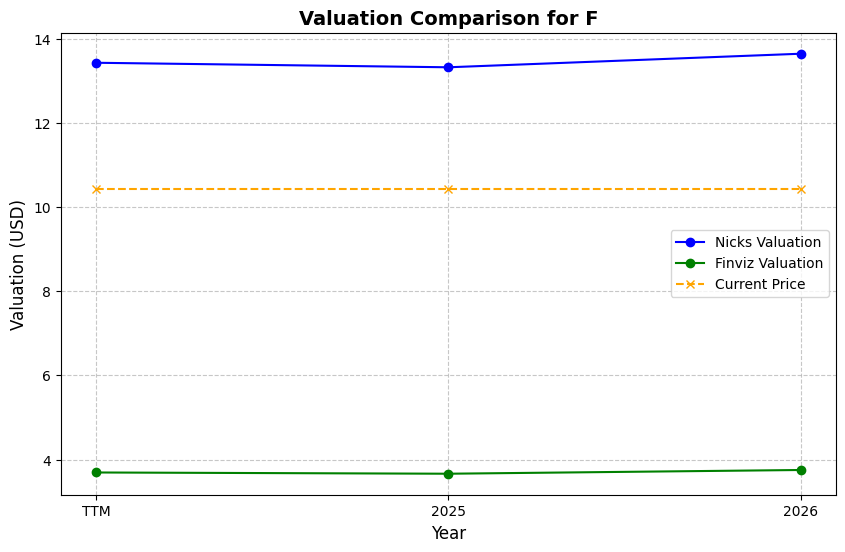 Valuation Comparison for F
Valuation (USD)
14
12
10
8
6
4
Nicks Valuation
Finviz Valuation
Current Price
TTM
2025
2026
Year